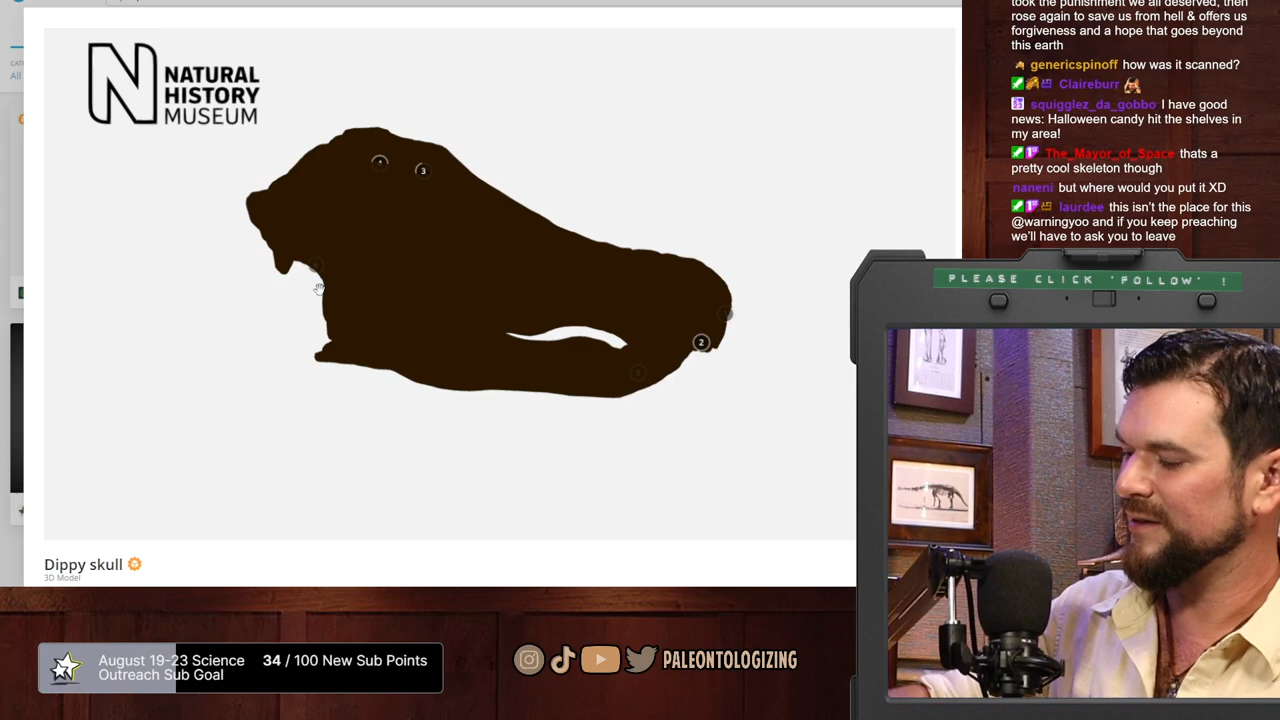 NATURAL
HISTORY
MUSEUM
1
3
2
5
Dippy skull
3D Model
took the punishment we all deserved, then
rose again to save us from hell & offers us
forgiveness and a hope that goes beyond
this earth
genericspinoff how was it scanned?
Claireburr
squigglez_da_gobbo I have good
news: Halloween candy hit the shelves in
my area!
The_Mayor_of_Space thats a
pretty cool skeleton though
naneni but where would you put it XD
laurdee this isn't the place for this
@warningyoo and if you keep preaching
we'll have to ask you to leave
PLEASE CLICK 'FOLLOW' !
August 19-23 Science
Outreach Sub Goal
34 / 100 New Sub Points
PALEONTOLOGIZING